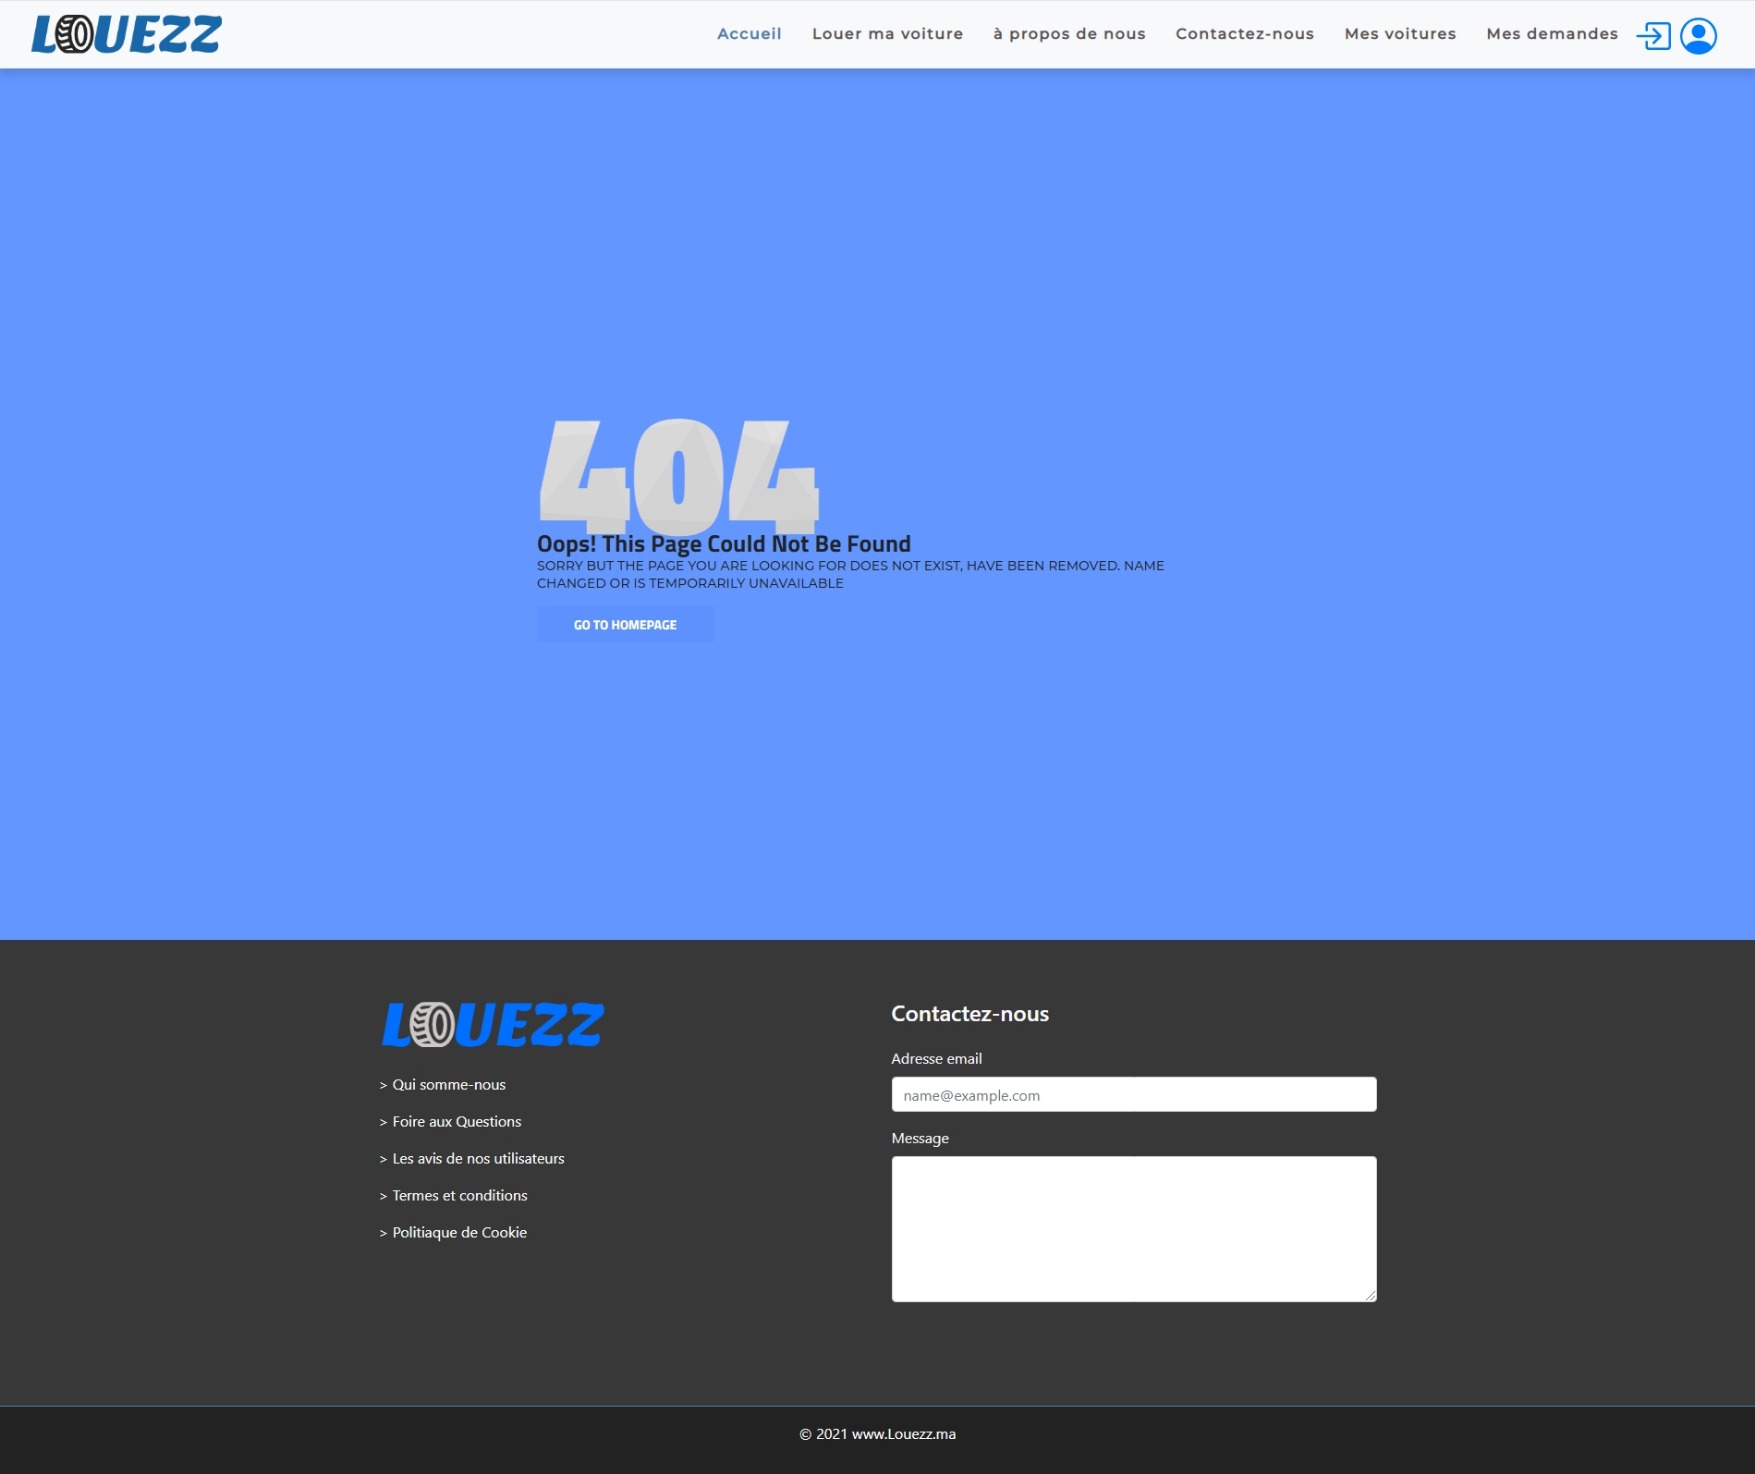 LOUEZZ
Accueil Louer ma voiture à propos de nous Contactez-nous Mes voitures Mes demandes
404
Oops! This Page Could Not Be Found
SORRY BUT THE PAGE YOU ARE LOOKING FOR DOES NOT EXIST, HAVE BEEN REMOVED. NAME
CHANGED OR IS TEMPORARILY UNAVAILABLE
GO TO HOMEPAGE
LOUEZZ
> Qui somme-nous
> Foire aux Questions
> Les avis de nos utilisateurs
> Termes et conditions
> Politiaque de Cookie
Contactez-nous
Adresse email
name@example.com
Message
© 2021 www.Louezz.ma